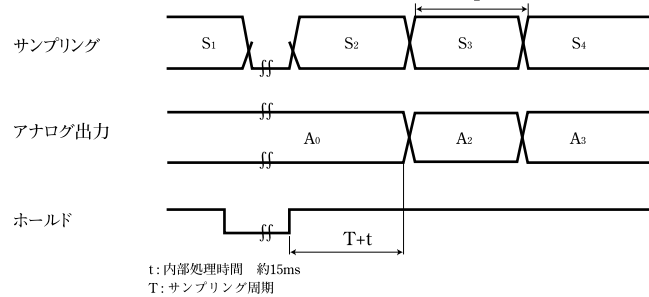 サンプリング S1 S2 S3 S4
アナログ出力 A0 A2 A3
ホールド
T+t
t : 内部処理時間 約15ms
T : サンプリング周期